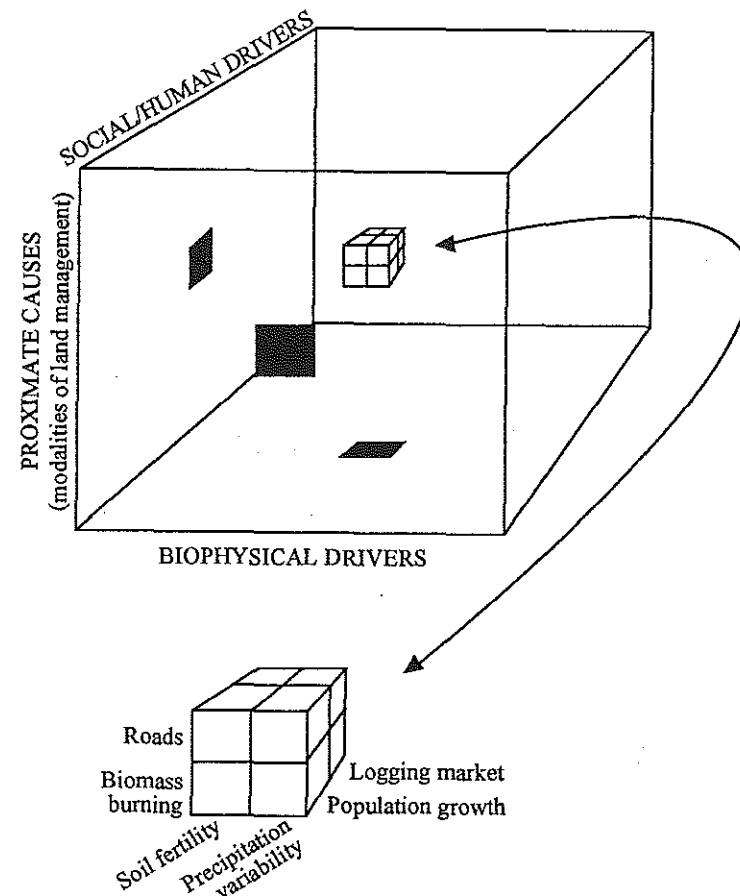 SOCIAL/HUMAN DRIVERS
PROXIMATE CAUSES
(modalities of land management)
BIOPHYSICAL DRIVERS
Roads
Biomass
burning
Soil fertility
Precipitation
variability
Logging market
Population growth